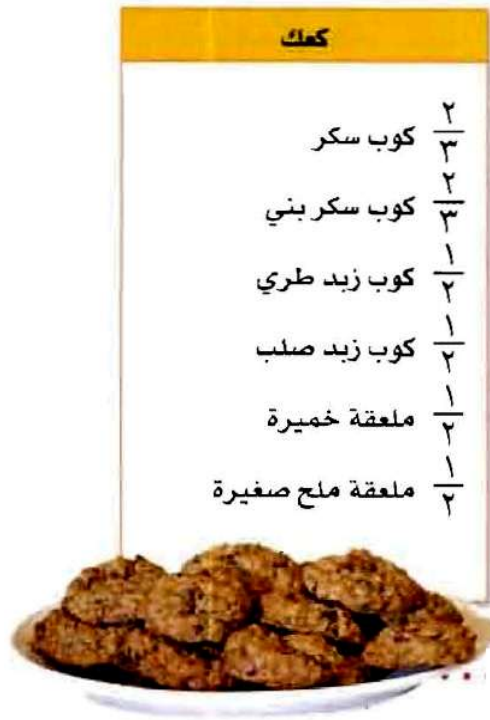 كعك
٢/٣ كوب سكر
٢/٣ كوب سكر بني
١/٢ كوب زبد طري
١/٢ كوب زبد صلب
١/٢ ملعقة خميرة
١/٢ ملعقة ملح صغيرة